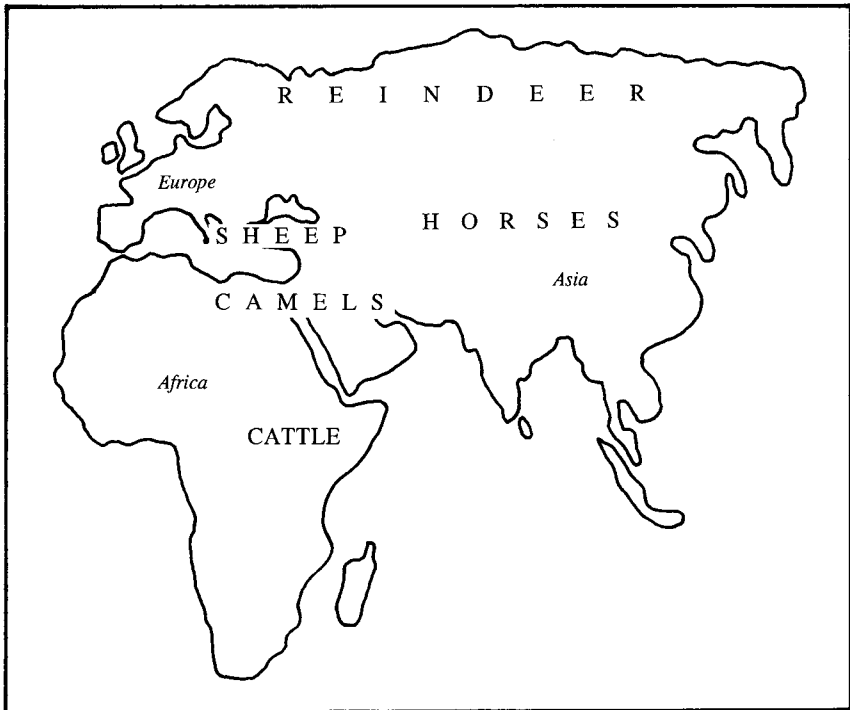 REINDEER
Europe
HORSES
SHEEP
Asia
CAMELS
Africa
CATTLE